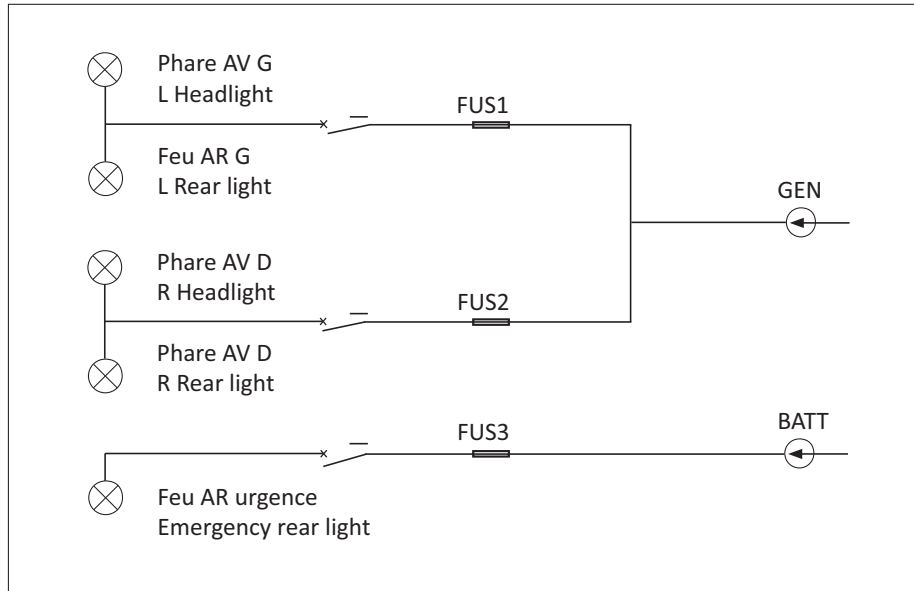 Phare AV G
L Headlight
FUS1
Feu AR G
L Rear light
GEN
Phare AV D
R Headlight
FUS2
Phare AV D
R Rear light
BATT
FUS3
Feu AR urgence
Emergency rear light